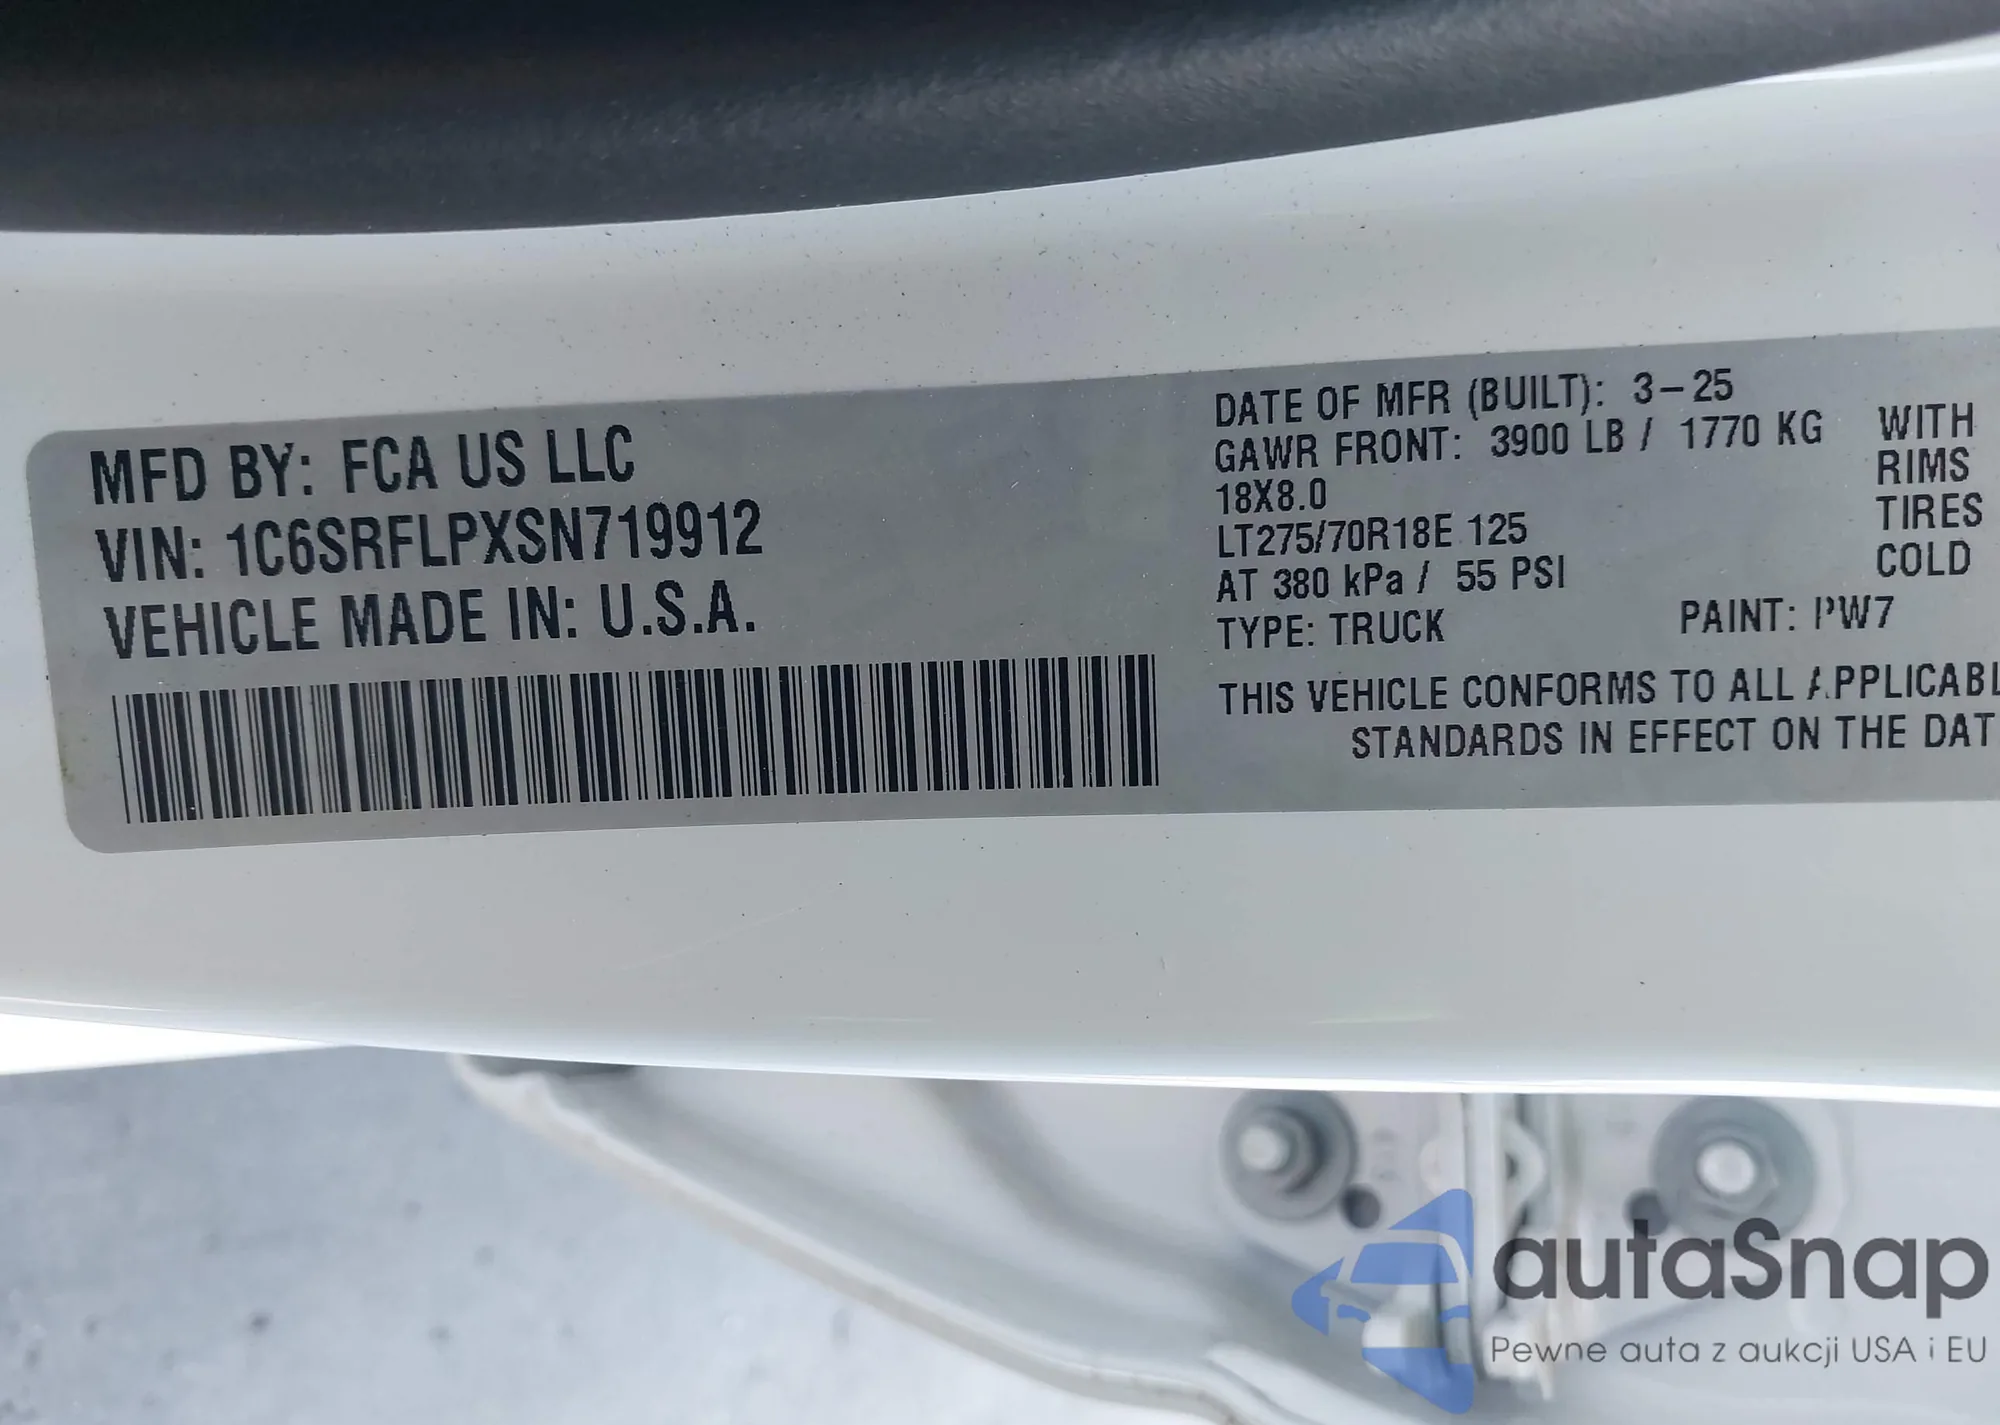 MFD BY: FCA US LLC
VIN: 1C6SRFLPXSN719912
VEHICLE MADE IN: U.S.A.
DATE OF MFR (BUILT): 3-25
GAWR FRONT: 3900 LB / 1770 KG WITH
18X8.0 RIMS
LT275/70R18E 125 TIRES
AT 380 kPa / 55 PSI COLD
TYPE: TRUCK PAINT: PW7
THIS VEHICLE CONFORMS TO ALL APPLICABL
STANDARDS IN EFFECT ON THE DAT
autaSnap
Pewne auta z aukcji USA i EU